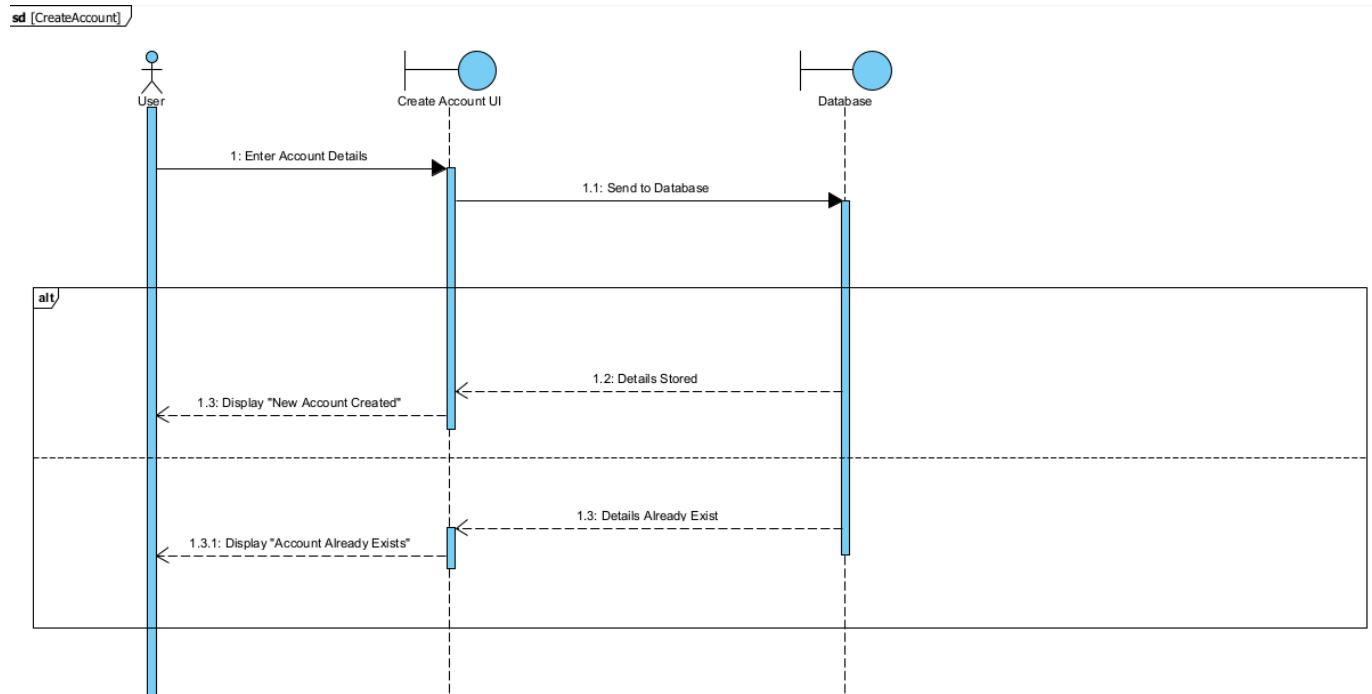 sd [CreateAccount]
User
Create Account UI
Database
1: Enter Account Details
1.1: Send to Database
alt
1.2: Details Stored
1.3: Display "New Account Created"
1.3: Details Already Exist
1.3.1: Display "Account Already Exists"